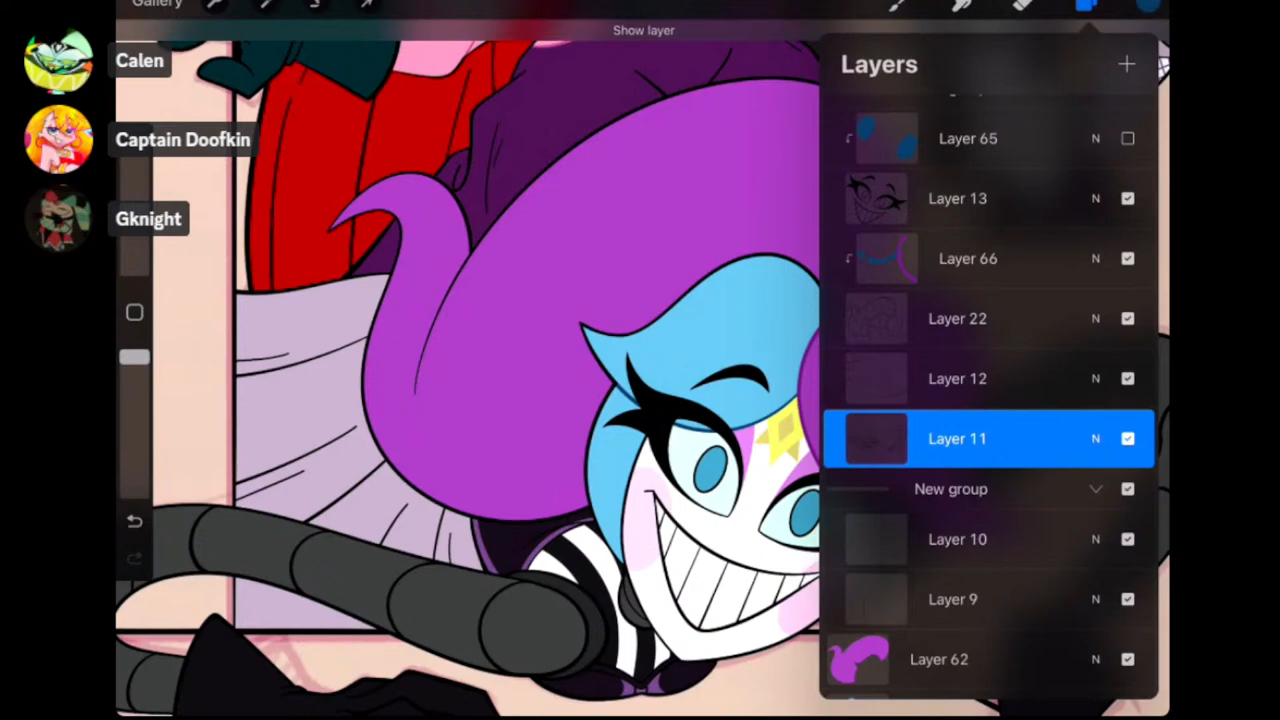 Gallery
Show layer
Calen
Captain Doofkin
Gknight
Layers
Layer 65 N
Layer 13 N
Layer 66 N
Layer 22 N
Layer 12 N
Layer 11 N
New group
Layer 10 N
Layer 9 N
Layer 62 N